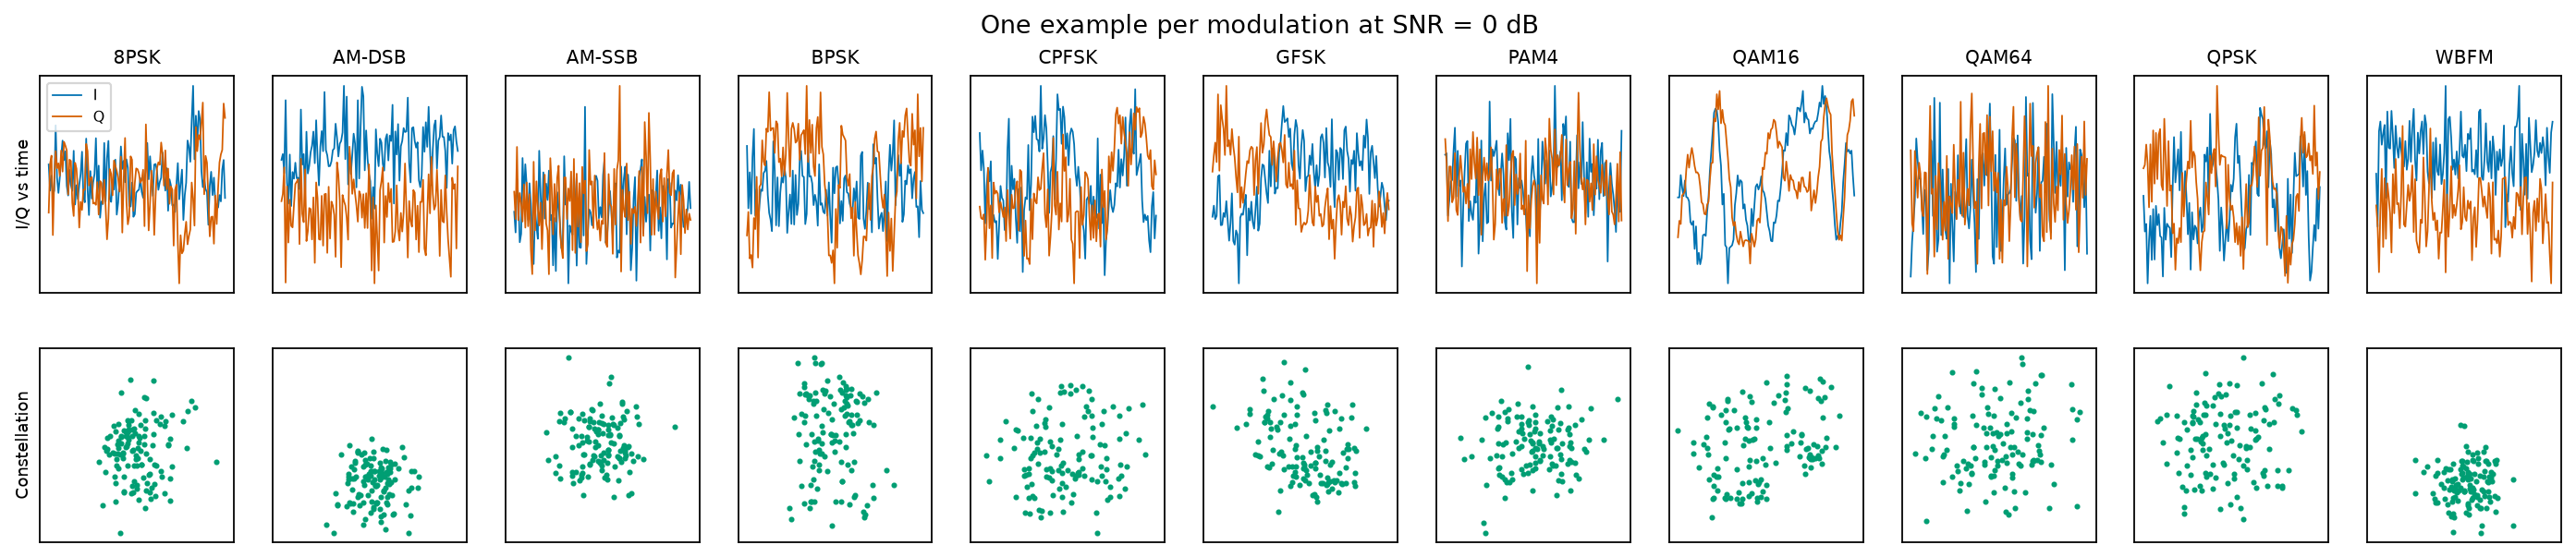 One example per modulation at SNR = 0 dB
8PSK AM-DSB AM-SSB BPSK CPFSK GFSK PAM4 QAM16 QAM64 QPSK WBFM
I
Q
I/Q vs time
Constellation